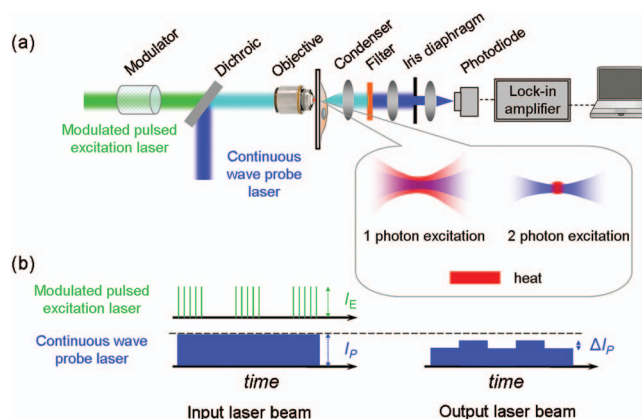 (a)
Modulator
Dichroic
Objective
Condenser
Filter
Iris diaphragm
Photodiode
Lock-in
amplifier
Modulated pulsed
excitation laser
Continuous
wave probe
laser
1 photon excitation
2 photon excitation
heat
(b)
Modulated pulsed
excitation laser
I_E
Continuous wave
probe laser
I_P
ΔI_P
time
time
Input laser beam
Output laser beam